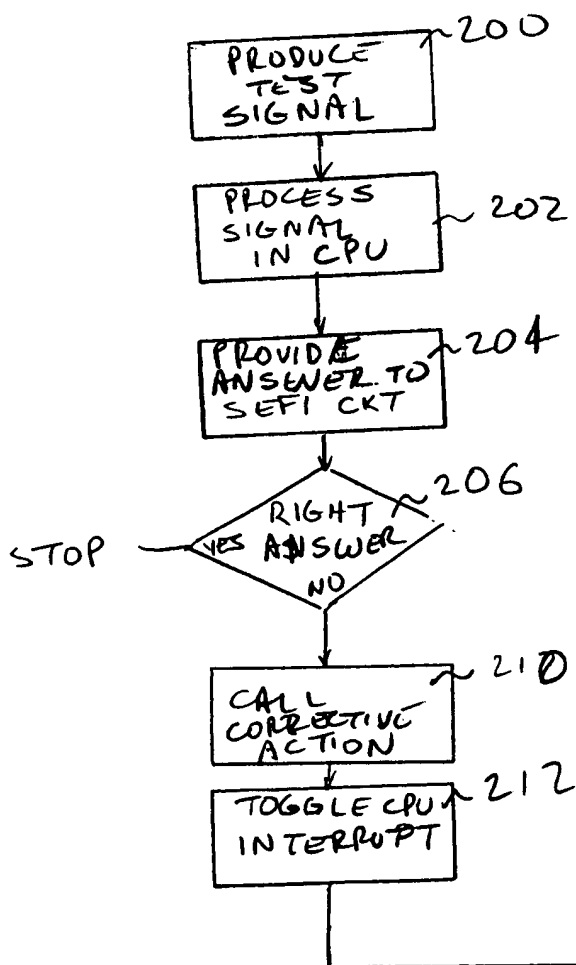 200
PRODUCE
TEST
SIGNAL
PROCESS
SIGNAL
IN CPU
202
204
PROVIDE
ANSWER TO
SEFI CKT
206
RIGHT
STOP
YES
ANSWER
NO
210
CALL
CORRECTIVE
ACTION
212
TOGGLE CPU
INTERRUPT